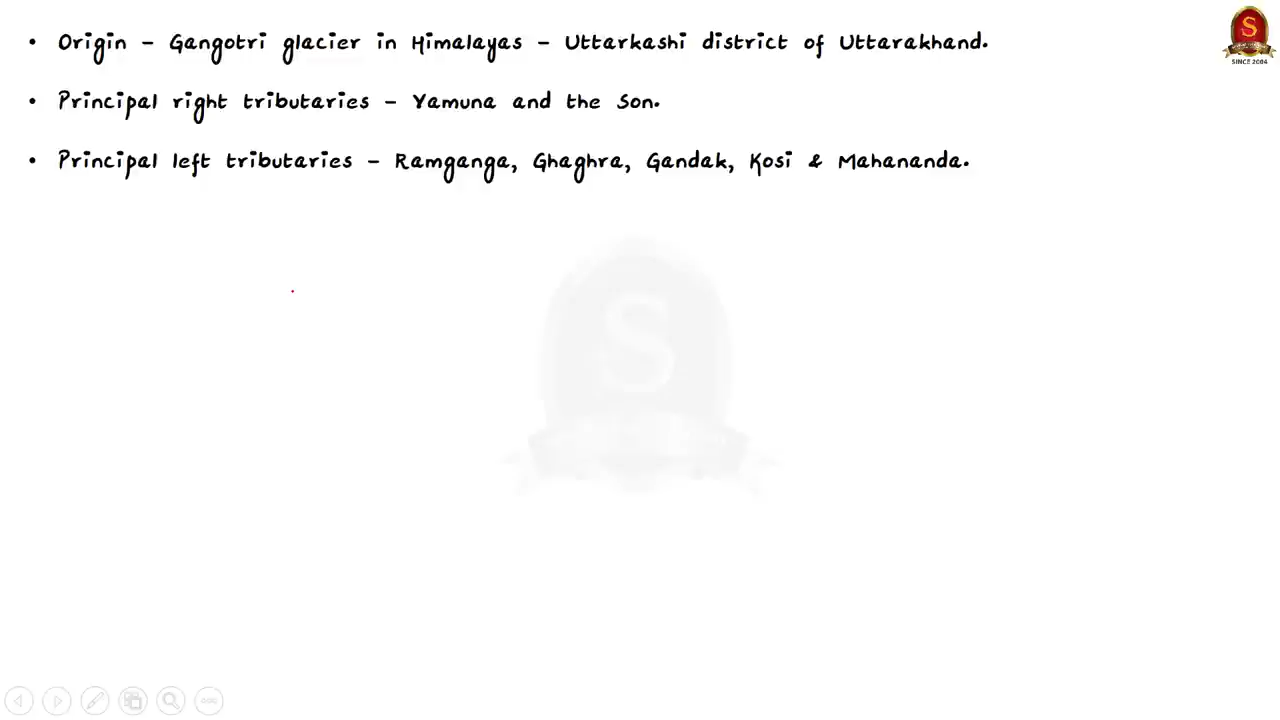 • Origin – Gangotri glacier in Himalayas – Uttarkashi district of Uttarakhand.
• Principal right tributaries – Yamuna and the Son.
• Principal left tributaries – Ramganga, Ghaghra, Gandak, Kosi & Mahananda.
S
SINCE 2004
S